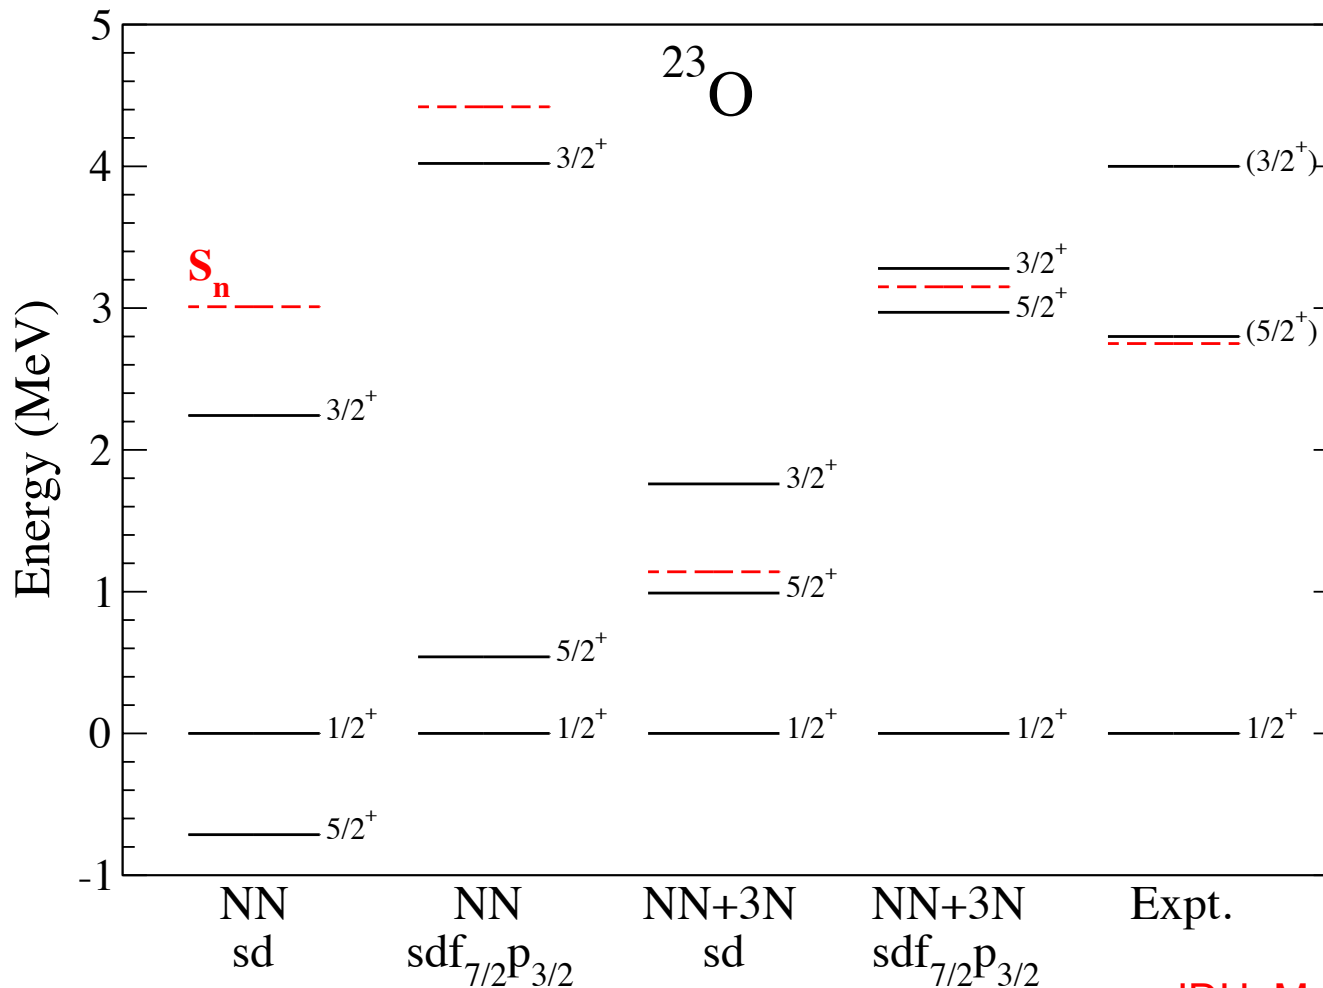 5
²³O
4
3/2⁺
(3/2⁺)
Sₙ
3/2⁺
3
5/2⁺
(5/2⁺)
3/2⁺
2
3/2⁺
1
5/2⁺
5/2⁺
0
1/2⁺
1/2⁺
1/2⁺
1/2⁺
1/2⁺
5/2⁺
-1
Energy (MeV)
NN
sd
NN
sdf7/2p3/2
NN+3N
sd
NN+3N
sdf7/2p3/2
Expt.